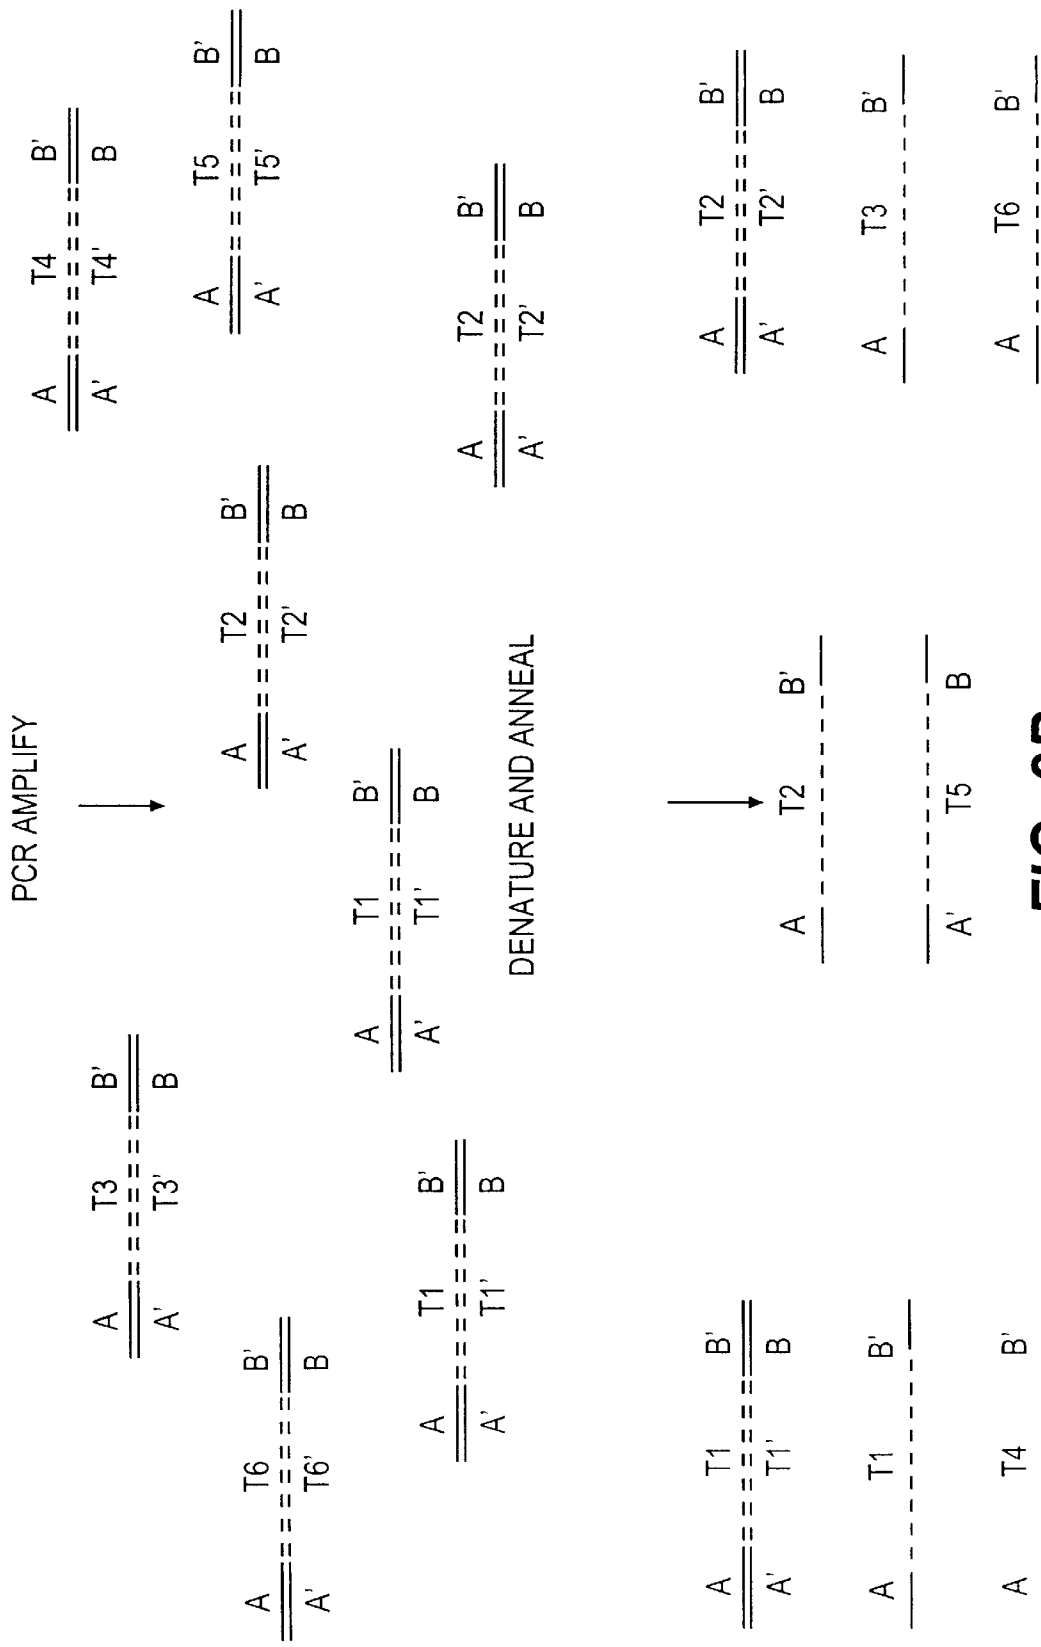 PCR AMPLIFY
A T4 B'
A' T4' B
A T3 B'
A' T3' B
A T5 B'
A' T5' B
A T2 B'
A' T2' B
A T6 B'
A' T6' B
A T1 B'
A' T1' B
A T1 B'
A' T1' B
A T2 B'
A' T2' B
DENATURE AND ANNEAL
A T1 B'
A' T1' B
A T2 B'
A T2 B'
A' T2' B
A T1 B'
A T3 B'
A' T5 B
A T4 B'
A T6 B'